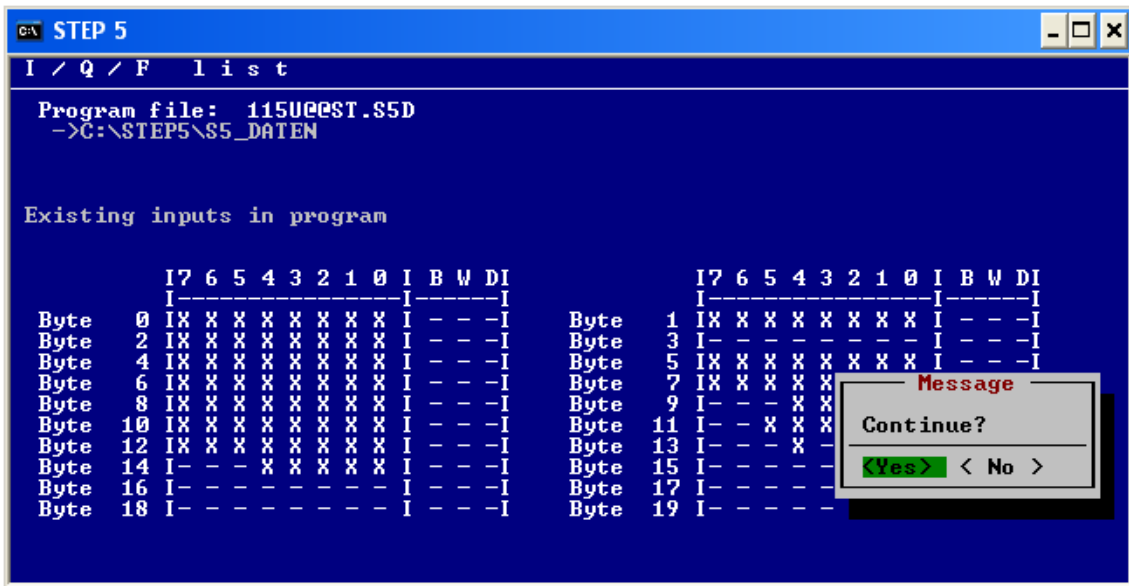 STEP 5
I / Q / F   l i s t
Program file:  115U@@ST.S5D
->C:\STEP5\S5_DATEN
Existing inputs in program
I7 6 5 4 3 2 1 0 I B W DI I7 6 5 4 3 2 1 0 I B W DI
I----------------I------I I----------------I------I
Byte 0 IX X X X X X X X I - - -I Byte 1 IX X X X X X X X I - - -I
Byte 2 IX X X X X X X X I - - -I Byte 3 I- - - - - - - - I - - -I
Byte 4 IX X X X X X X X I - - -I Byte 5 IX X X X X X X X I - - -I
Byte 6 IX X X X X X X X I - - -I Byte 7 IX X X X X
Byte 8 IX X X X X X X X I - - -I Byte 9 I- - - X X
Byte 10 IX X X X X X X X I - - -I Byte 11 I- - X X X
Byte 12 IX X X X X X X X I - - -I Byte 13 I- - - X
Byte 14 I- - - X X X X X I - - -I Byte 15 I- - - - -
Byte 16 I- - - - - - - - I - - -I Byte 17 I- - - - -
Byte 18 I- - - - - - - - I - - -I Byte 19 I- - - - -
Message
Continue?
<Yes> < No >